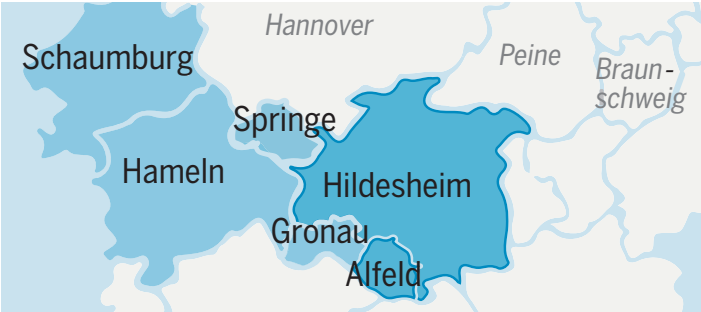 Hannover
Schaumburg
Peine
Braun-
schweig
Springe
Hameln
Hildesheim
Gronau
Alfeld